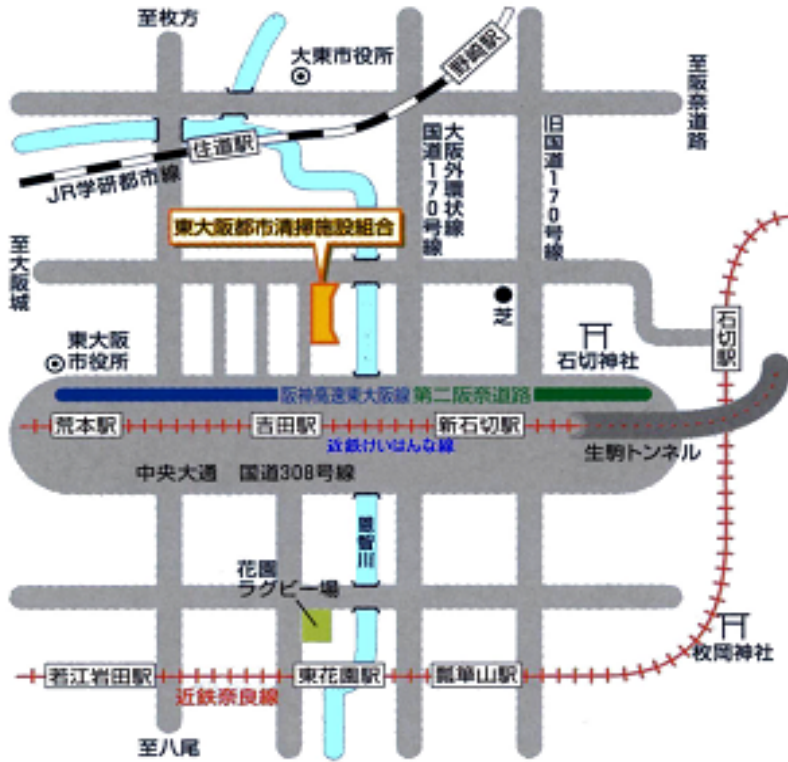 至枚方
大東市役所
野崎駅
至阪奈道路
住道駅
JR学研都市線
大阪外環状線
国道170号線
旧国道170号線
東大阪都市清掃施設組合
至大阪城
芝
石切駅
東大阪
市役所
石切神社
阪神高速東大阪線
第二阪奈道路
荒本駅
吉田駅
新石切駅
近鉄けいはんな線
生駒トンネル
中央大通 国道308号線
恩智川
花園
ラグビー場
枚岡神社
若江岩田駅
近鉄奈良線
東花園駅
瓢箪山駅
至八尾